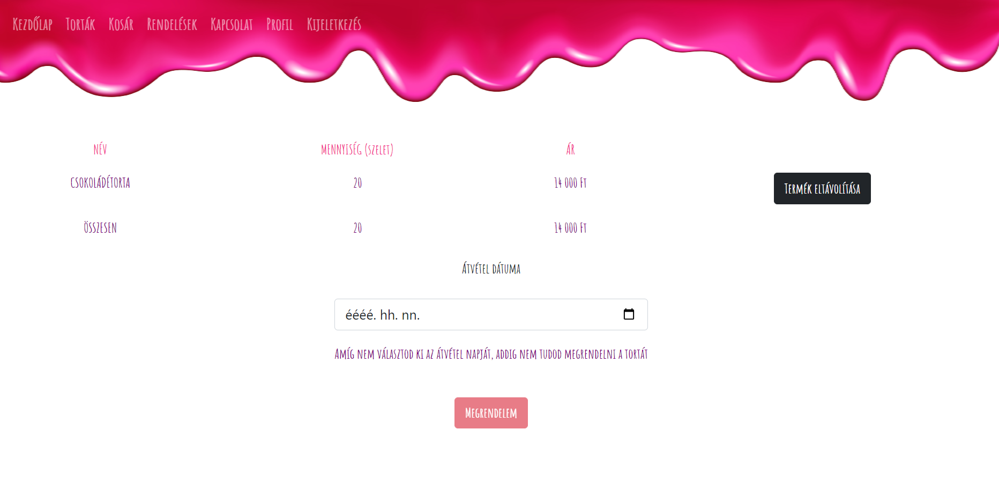 Kezdőlap Torták Kosár Rendelések Kapcsolat Profil Kijeletkezés
NÉV MENNYISÉG (szelet) ÁR
CSOKOLÁDÉTORTA 20 14 000 Ft Termék eltávolítása
ÖSSZESEN 20 14 000 Ft
Átvétel dátuma
éééé. hh. nn.
Amíg nem választod ki az átvétel napját, addig nem tudod megrendelni a tortát
Megrendelem